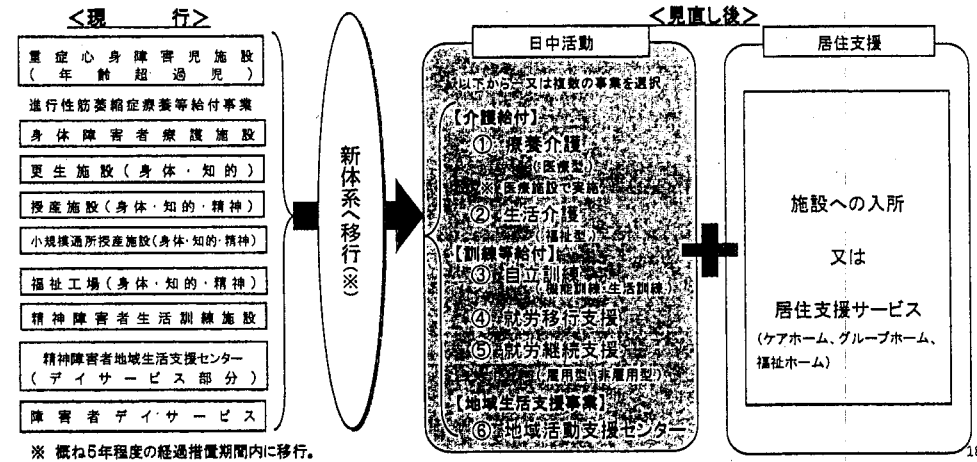 <現 行>
重症心身障害児施設
(年齢超過児)
進行性筋萎縮症療養等給付事業
身体障害者療護施設
更生施設(身体・知的)
授産施設(身体・知的・精神)
小規模通所授産施設(身体・知的・精神)
福祉工場(身体・知的・精神)
精神障害者生活訓練施設
精神障害者地域生活支援センター
(デイサービス部分)
障害者デイサービス
※ 概ね5年程度の経過措置期間内に移行。
新体系へ移行(※)
<見直し後>
日中活動
以下から一又は複数の事業を選択
【介護給付】
① 療養介護
(医療型)
※ 医療施設で実施
② 生活介護
(福祉型)
【訓練等給付】
③ 自立訓練
(機能訓練・生活訓練)
④ 就労移行支援
⑤ 就労継続支援
(雇用型・非雇用型)
【地域生活支援事業】
⑥ 地域活動支援センター
居住支援
施設への入所
又は
居住支援サービス
(ケアホーム、グループホーム、
福祉ホーム)